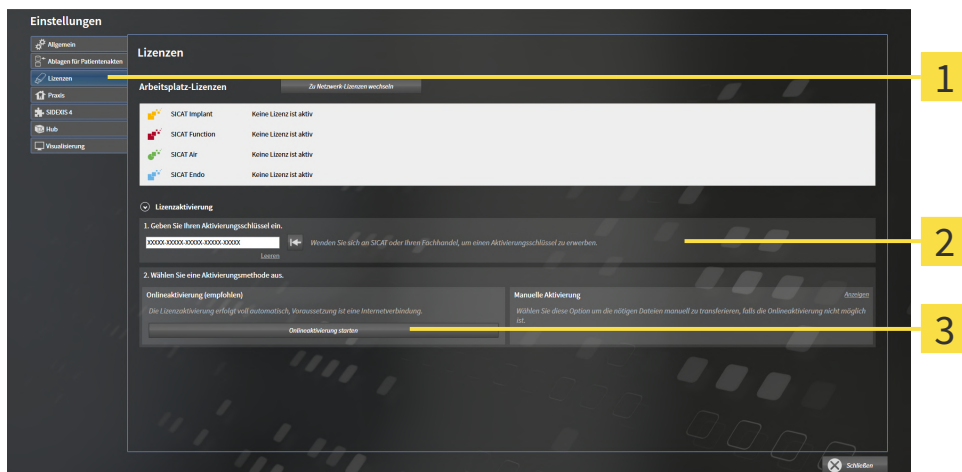 Einstellungen
Allgemein
Ablagen für Patientenakten
Lizenzen
Praxis
SIDEXIS 4
Hub
Visualisierung
Lizenzen
Arbeitsplatz-Lizenzen
Zu Netzwerk-Lizenzen wechseln
SICAT Implant Keine Lizenz ist aktiv
SICAT Function Keine Lizenz ist aktiv
SICAT Air Keine Lizenz ist aktiv
SICAT Endo Keine Lizenz ist aktiv
Lizenzaktivierung
1. Geben Sie Ihren Aktivierungsschlüssel ein.
XXXXX-XXXXX-XXXXX-XXXXX-XXXXX
Wenden Sie sich an SICAT oder Ihren Fachhandel, um einen Aktivierungsschlüssel zu erwerben.
Leeren
2. Wählen Sie eine Aktivierungsmethode aus.
Onlineaktivierung (empfohlen)
Die Lizenzaktivierung erfolgt voll automatisch, Voraussetzung ist eine Internetverbindung.
Onlineaktivierung starten
Manuelle Aktivierung
Anzeigen
Wählen Sie diese Option um die nötigen Dateien manuell zu transferieren, falls die Onlineaktivierung nicht möglich
ist.
Schließen
1
2
3